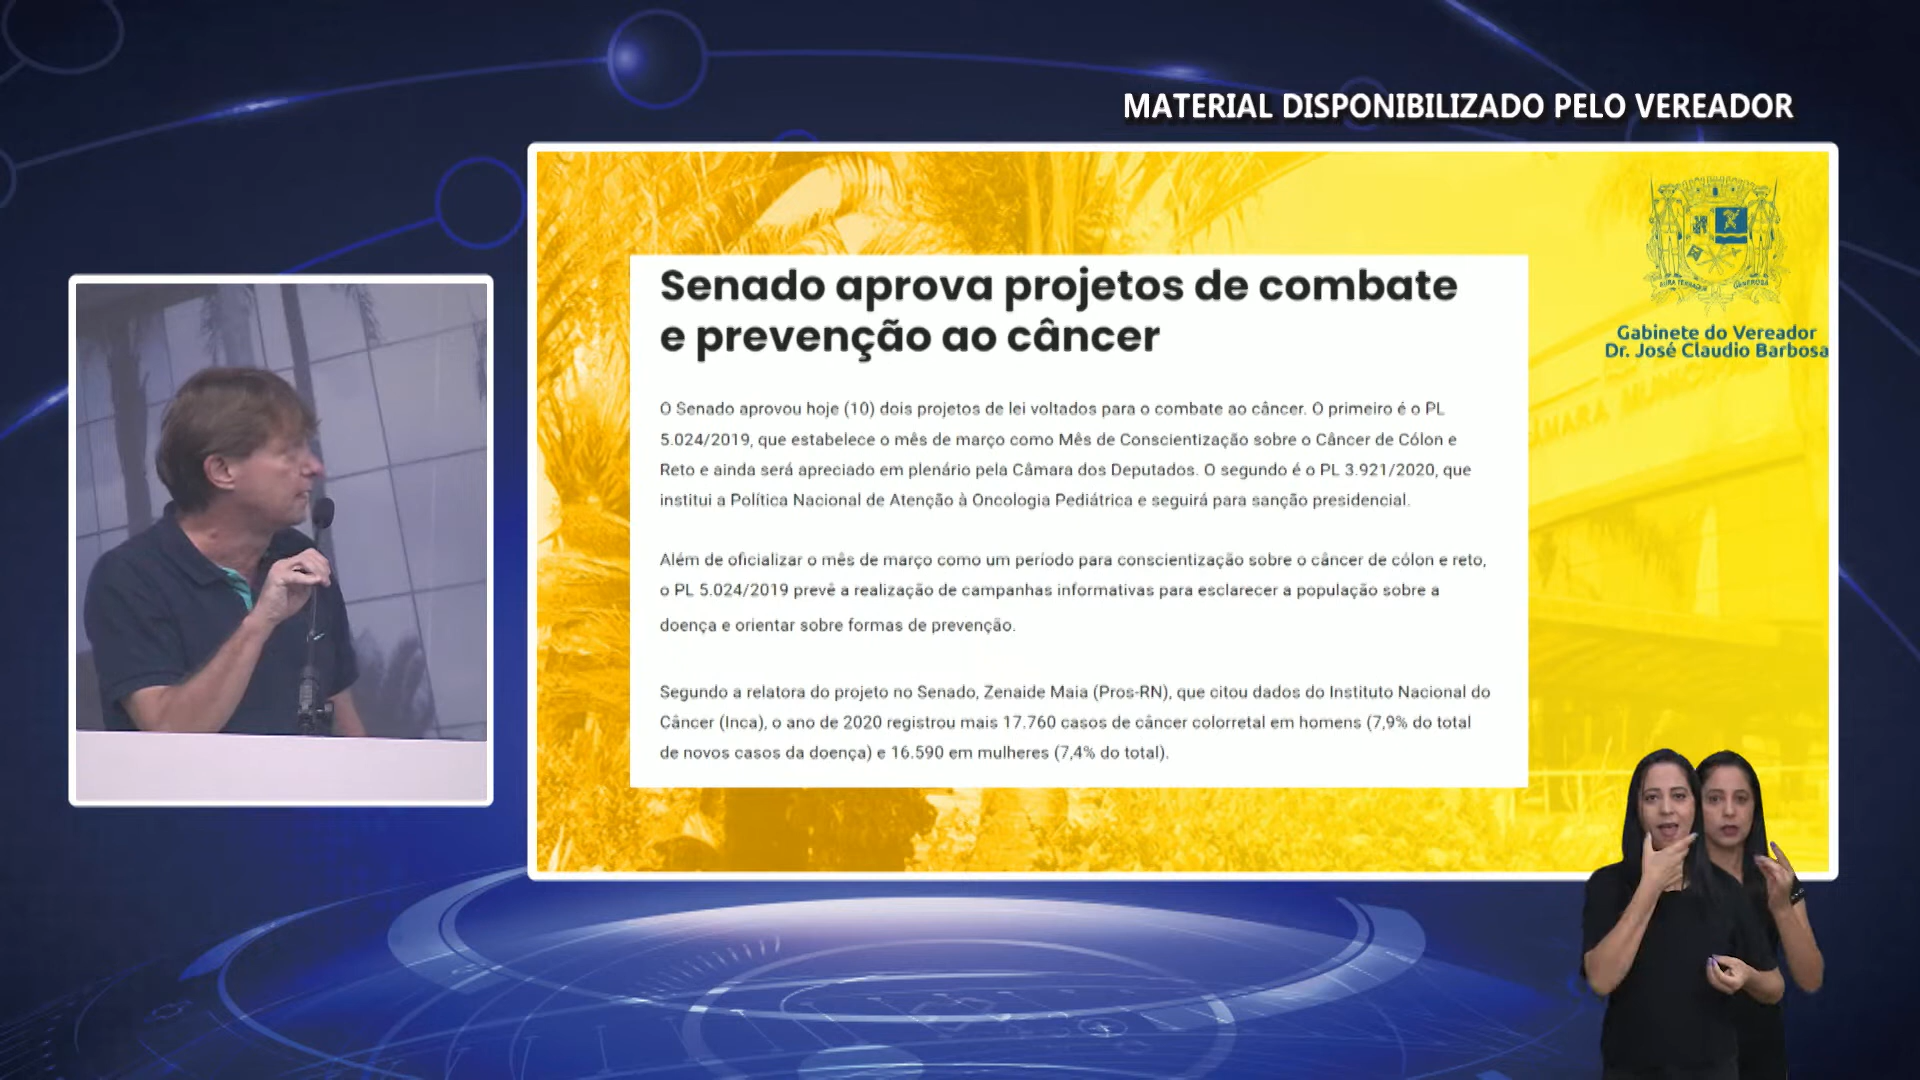 MATERIAL DISPONIBILIZADO PELO VEREADOR
Senado aprova projetos de combate
e prevenção ao câncer
O Senado aprovou hoje (10) dois projetos de lei voltados para o combate ao câncer. O primeiro é o PL
5.024/2019, que estabelece o mês de março como Mês de Conscientização sobre o Câncer de Cólon e
Reto e ainda será apreciado em plenário pela Câmara dos Deputados. O segundo é o PL 3.921/2020, que
institui a Política Nacional de Atenção à Oncologia Pediátrica e seguirá para sanção presidencial.
Além de oficializar o mês de março como um período para conscientização sobre o câncer de cólon e reto,
o PL 5.024/2019 prevê a realização de campanhas informativas para esclarecer a população sobre a
doença e orientar sobre formas de prevenção.
Segundo a relatora do projeto no Senado, Zenaide Maia (Pros-RN), que citou dados do Instituto Nacional do
Câncer (Inca), o ano de 2020 registrou mais 17.760 casos de câncer colorretal em homens (7,9% do total
de novos casos da doença) e 16.590 em mulheres (7,4% do total).
Gabinete do Vereador
Dr. José Claudio Barbosa